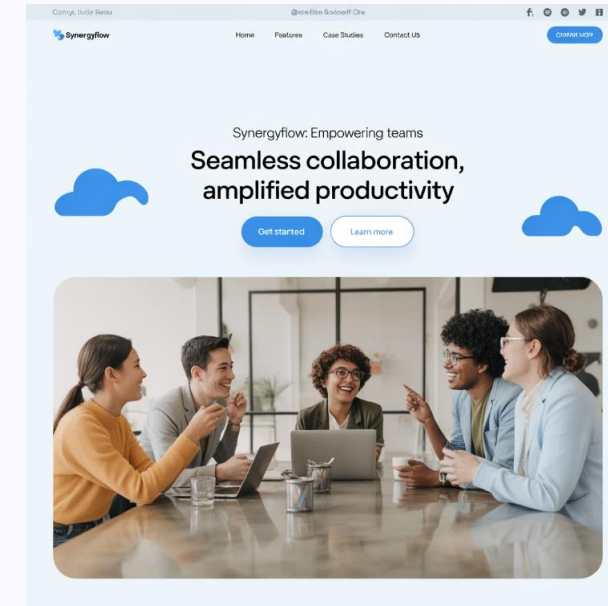 Synergyflow
Home Features Case Studies Contact Us
Synergyflow: Empowering teams
Seamless collaboration,
amplified productivity
Get started Learn more